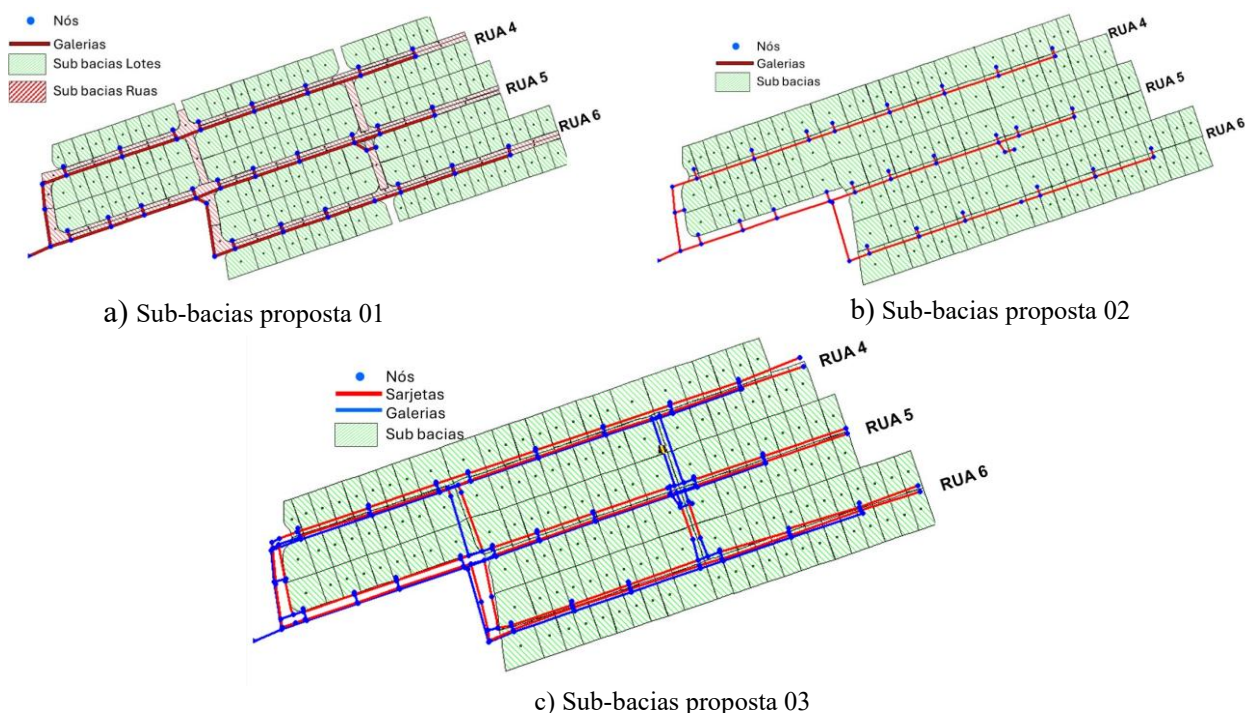 Nós
Galerias
Sub bacias Lotes
Sub bacias Ruas
RUA 4
RUA 5
RUA 6
a) Sub-bacias proposta 01
Nós
Galerias
Sub bacias
RUA 4
RUA 5
RUA 6
b) Sub-bacias proposta 02
Nós
Sarjetas
Galerias
Sub bacias
RUA 4
RUA 5
RUA 6
c) Sub-bacias proposta 03